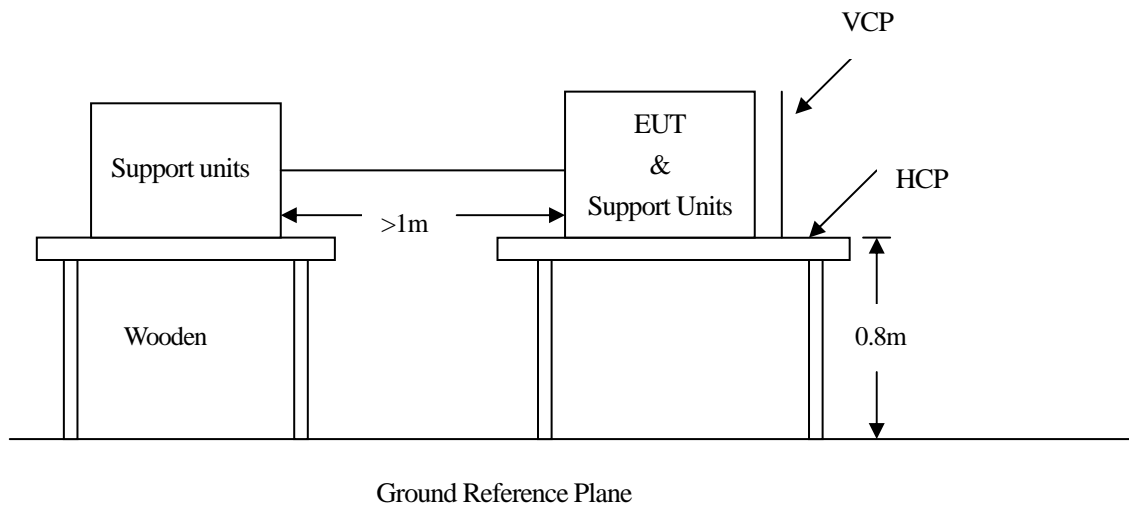 VCP
EUT
&
Support Units
Support units
HCP
>1m
Wooden
0.8m
Ground Reference Plane